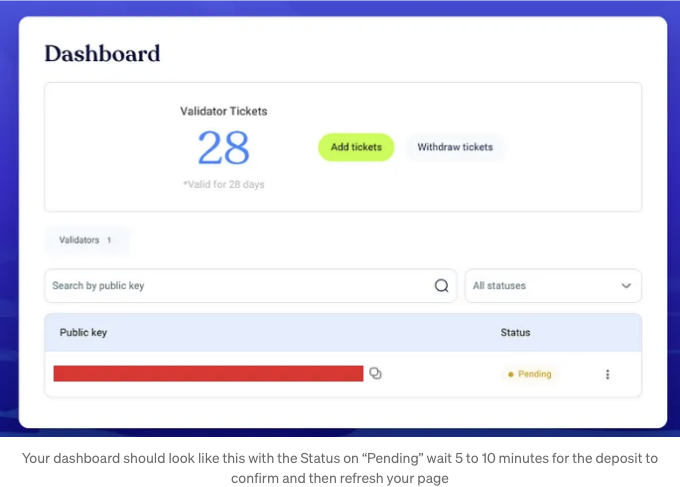 Dashboard
Validator Tickets
28
*Valid for 28 days
Add tickets
Withdraw tickets
Validators 1
Search by public key
All statuses
Public key Status
Pending
Your dashboard should look like this with the Status on “Pending” wait 5 to 10 minutes for the deposit to
confirm and then refresh your page